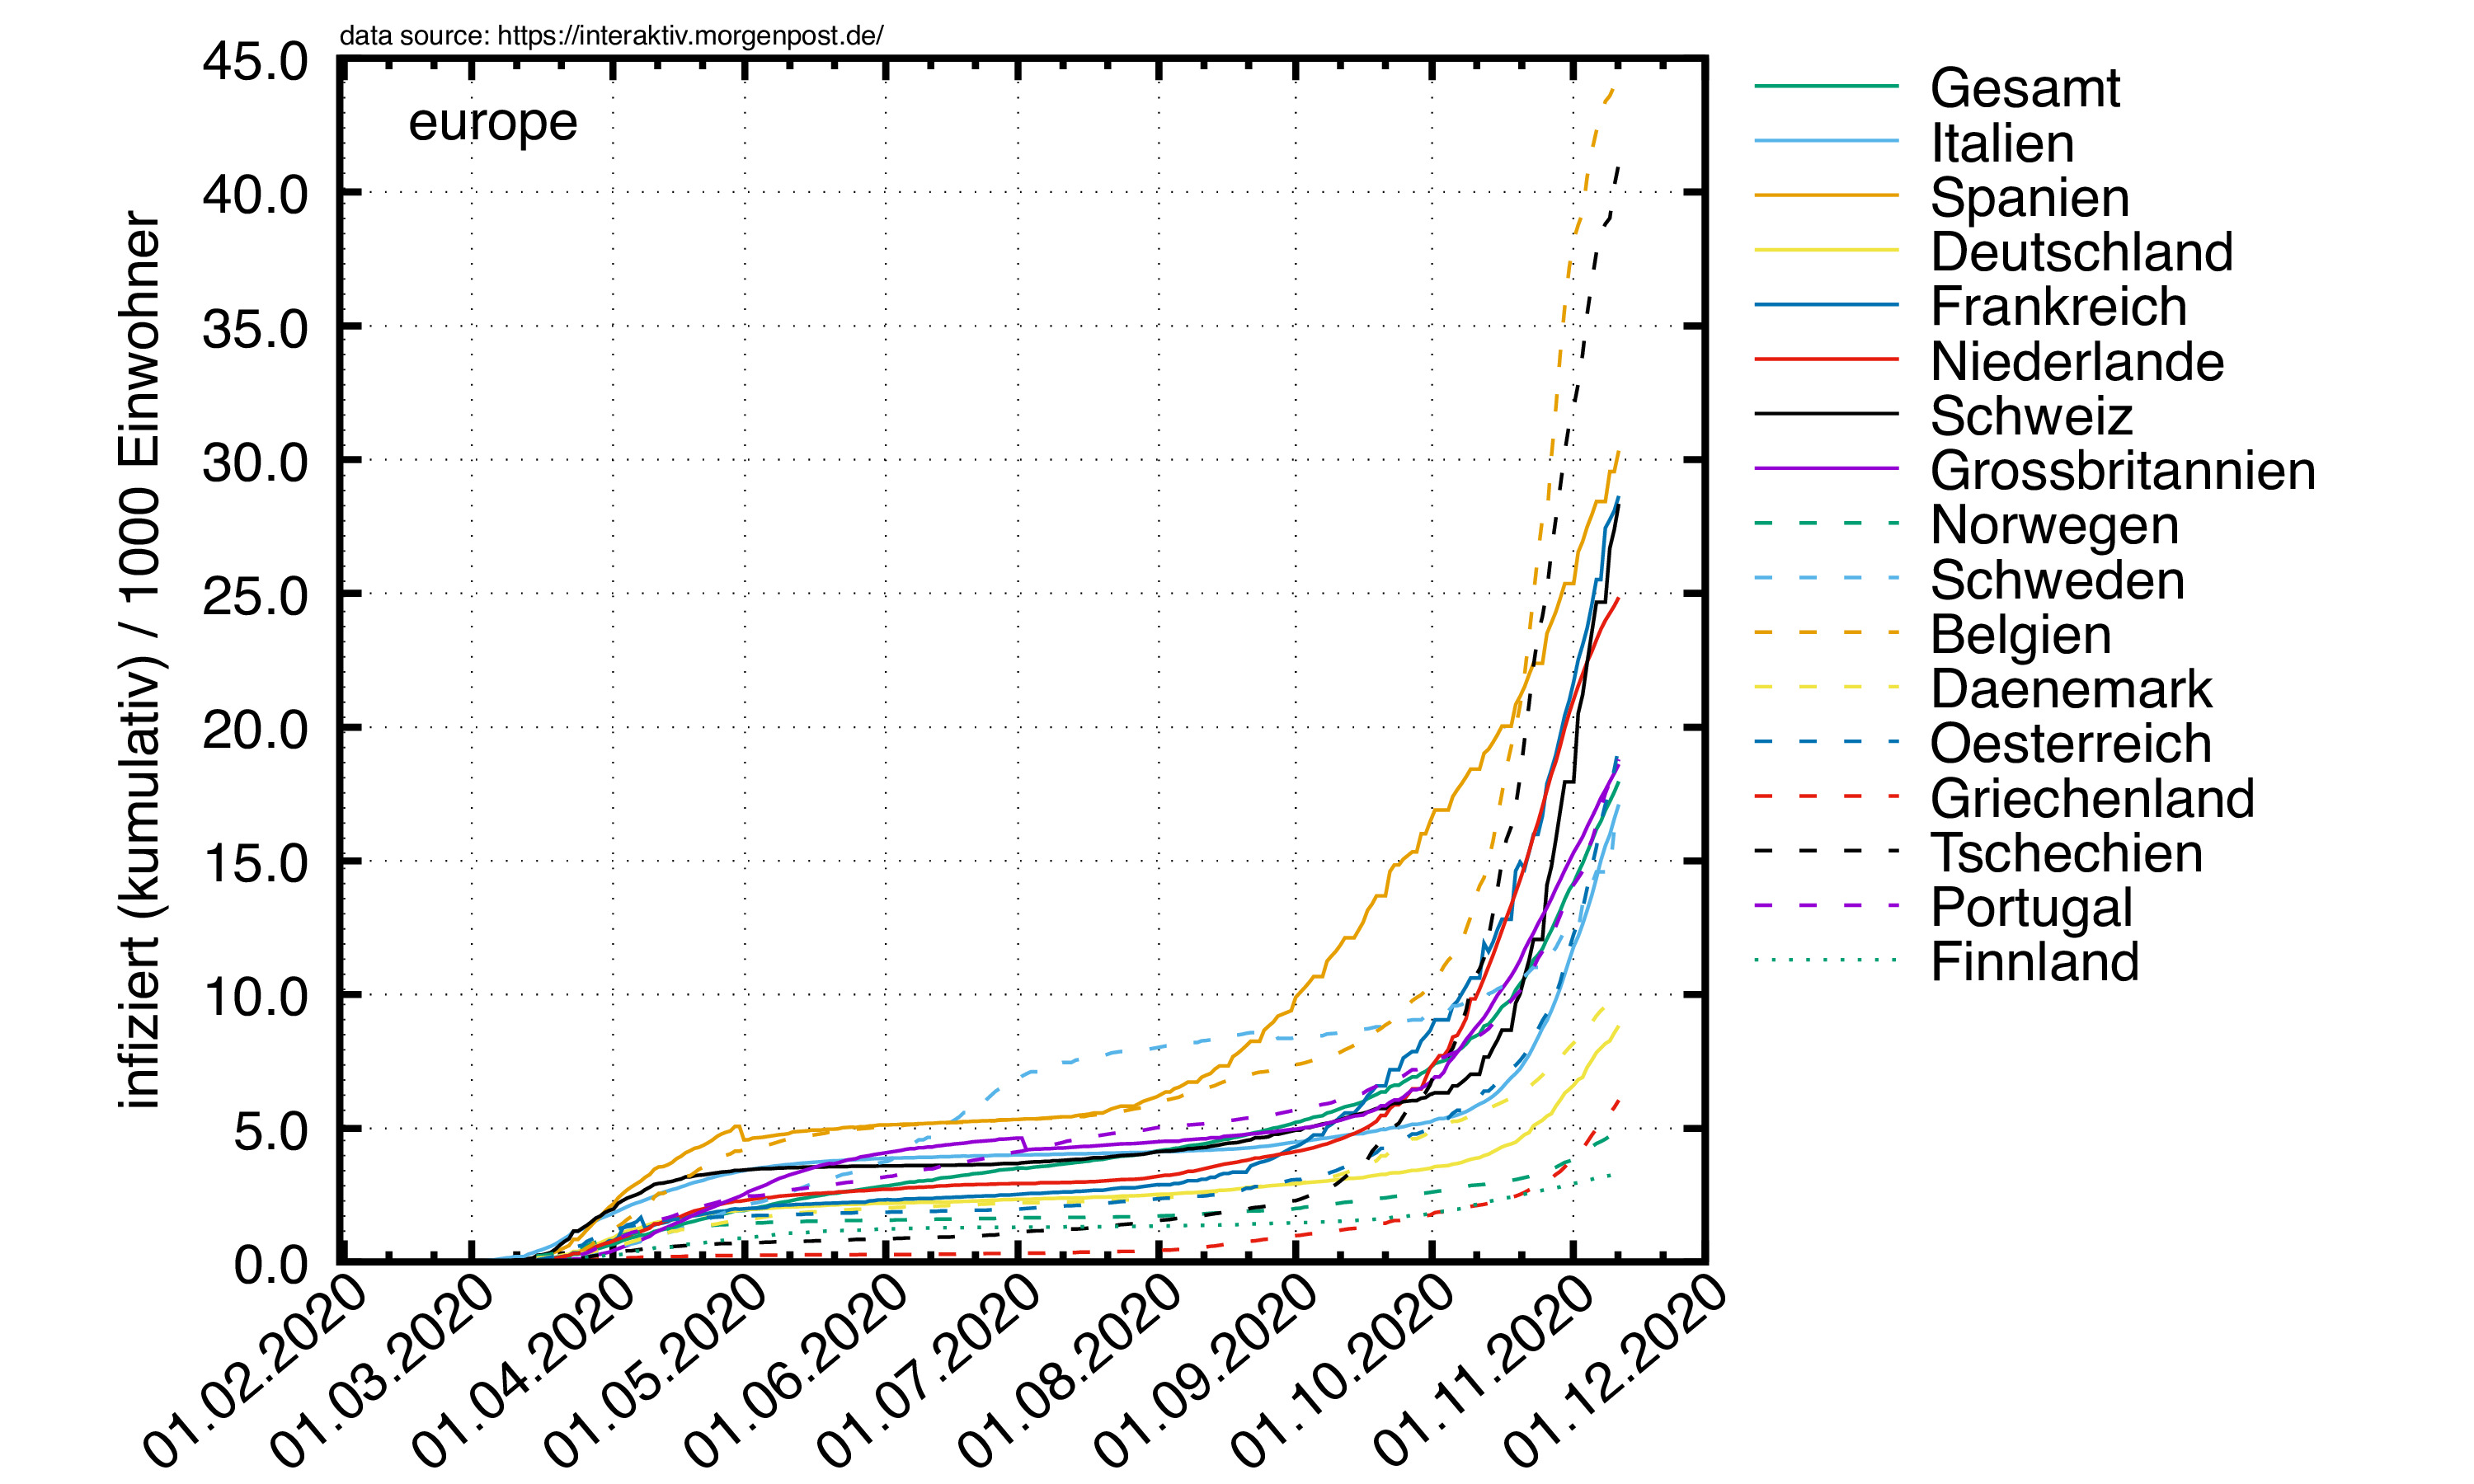 data source: https://interaktiv.morgenpost.de/
europe
infiziert (kumulativ) / 1000 Einwohner
45.0
40.0
35.0
30.0
25.0
20.0
15.0
10.0
5.0
0.0
01.02.2020
01.03.2020
01.04.2020
01.05.2020
01.06.2020
01.07.2020
01.08.2020
01.09.2020
01.10.2020
01.11.2020
01.12.2020
Gesamt
Italien
Spanien
Deutschland
Frankreich
Niederlande
Schweiz
Grossbritannien
Norwegen
Schweden
Belgien
Daenemark
Oesterreich
Griechenland
Tschechien
Portugal
Finnland